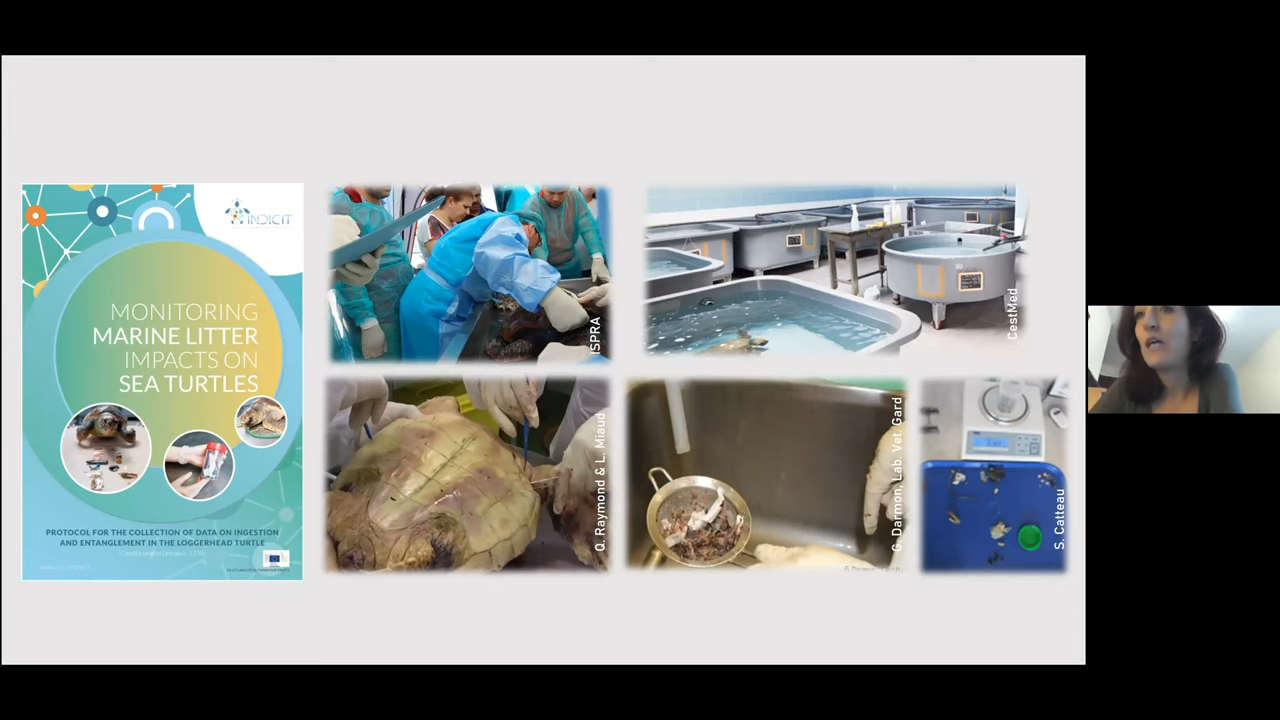 INDICIT
MONITORING
MARINE LITTER
IMPACTS ON
SEA TURTLES
PROTOCOL FOR THE COLLECTION OF DATA ON INGESTION
AND ENTANGLEMENT IN THE LOGGERHEAD TURTLE
ISPRA
CestMed
Q. Raymond & L. Miaud
G. Darmon, Lab. Vet. Gard
S. Catteau